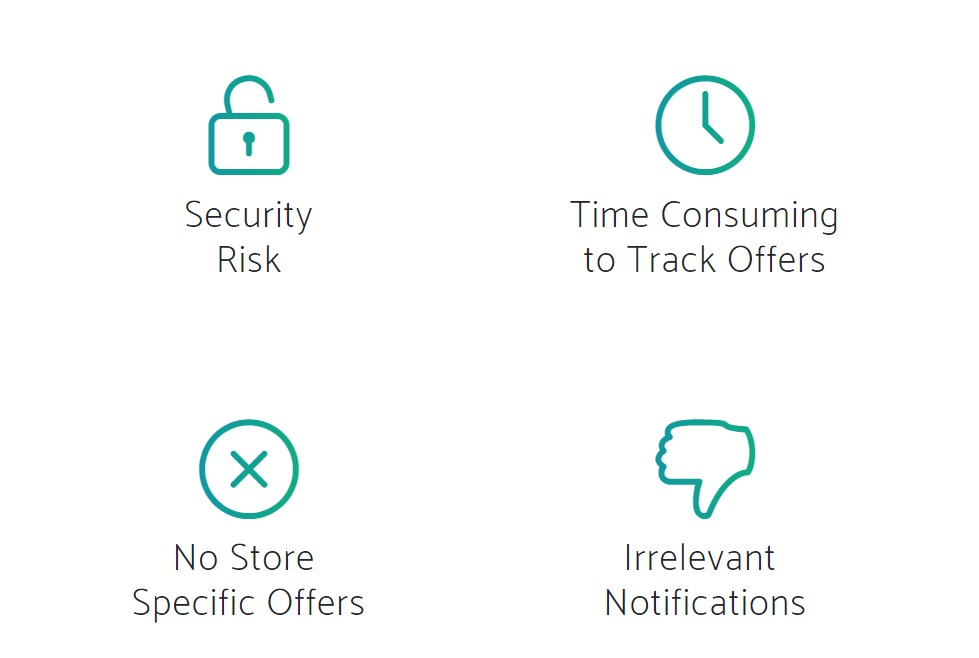 Security
Risk
Time Consuming
to Track Offers
No Store
Specific Offers
Irrelevant
Notifications